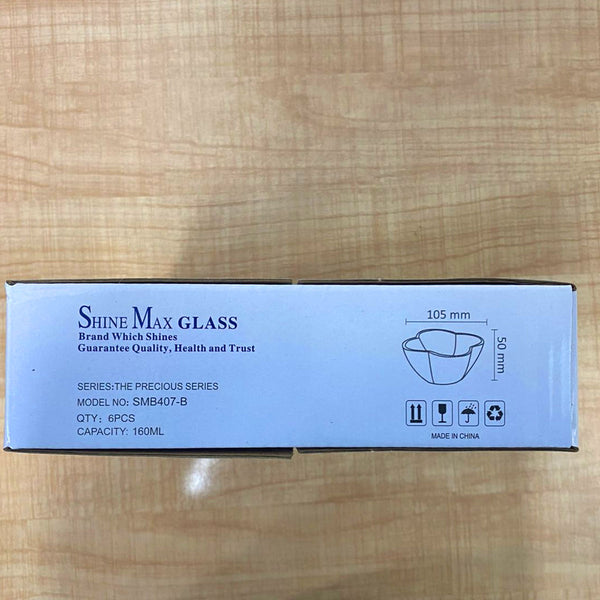 SHINE MAX GLASS
Brand Which Shines
Guarantee Quality, Health and Trust
SERIES:THE PRECIOUS SERIES
MODEL NO: SMB407-B
QTY: 6PCS
CAPACITY: 160ML
105 mm
50 mm
MADE IN CHINA